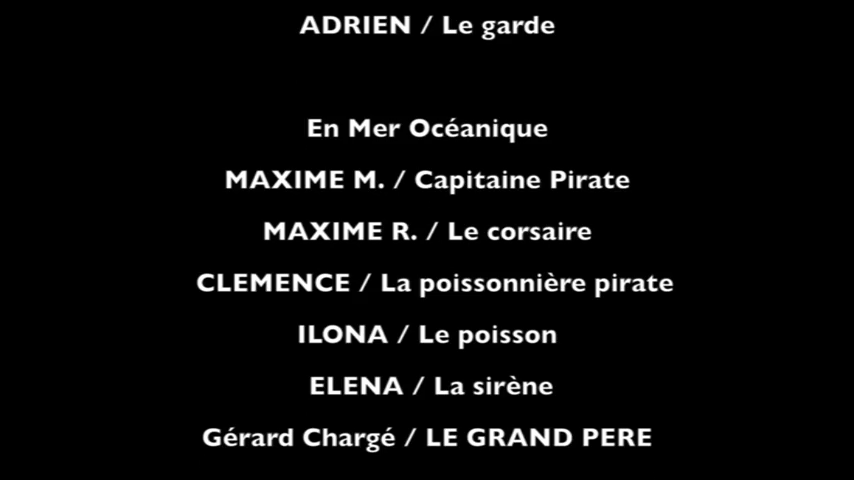 ADRIEN / Le garde
En Mer Océanique
MAXIME M. / Capitaine Pirate
MAXIME R. / Le corsaire
CLEMENCE / La poissonnière pirate
ILONA / Le poisson
ELENA / La sirène
Gérard Chargé / LE GRAND PERE